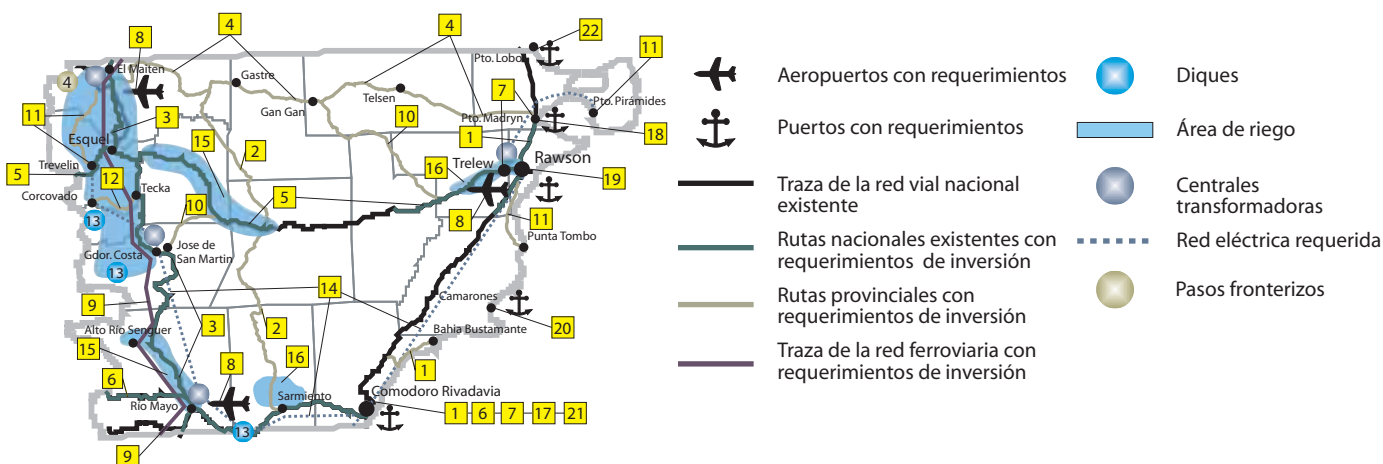 22
8
4
4
11
Pto. Lobo
El Maiten
4
Gastre
Telsen
7
Pto. Pirámides
Gan Gan
11
3
10
Pto. Madryn
1
18
Esquel
15
2
16
Trelew
Rawson
Trevelin
5
12
Tecka
19
Corcovado
5
8
11
13
10
Jose de
San Martin
Punta Tombo
Gdor. Costa
13
9
14
Camarones
3
2
20
Alto Río Senguer
Bahia Bustamante
15
16
8
1
6
Comodoro Rivadavia
Río Mayo
Sarmiento
1 6 7 17 21
13
9
Aeropuertos con requerimientos
Puertos con requerimientos
Traza de la red vial nacional
existente
Rutas nacionales existentes con
requerimientos de inversión
Rutas provinciales con
requerimientos de inversión
Traza de la red ferroviaria con
requerimientos de inversión
Diques
Área de riego
Centrales
transformadoras
Red eléctrica requerida
Pasos fronterizos